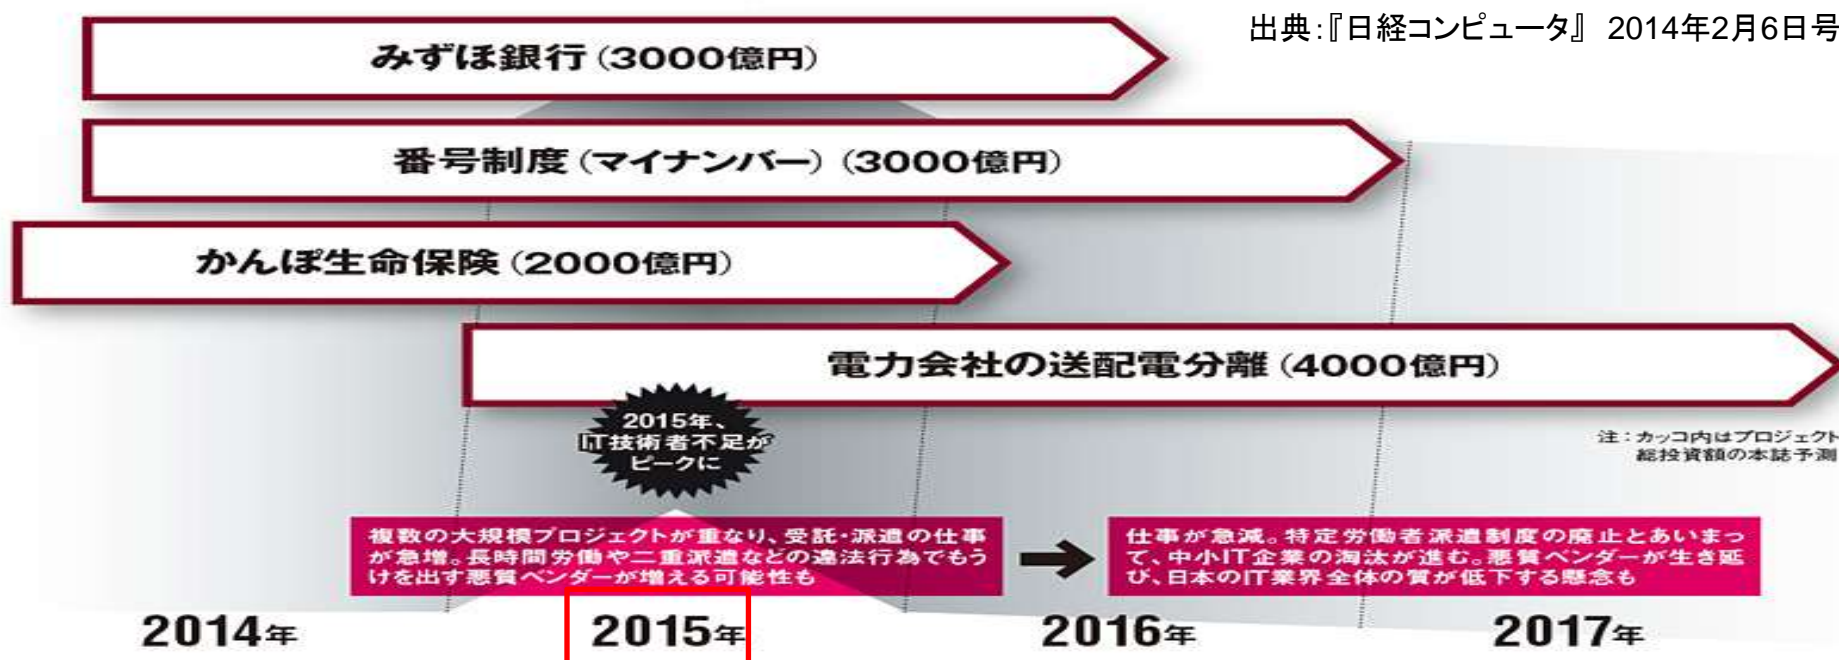 出典:『日経コンピュータ』 2014年2月6日号
みずほ銀行(3000億円)
番号制度(マイナンバー)(3000億円)
かんぽ生命保険(2000億円)
電力会社の送配電分離(4000億円)
2015年、
IT技術者不足が
ピークに
注:カッコ内はプロジェクト
総投資額の本誌予測
複数の大規模プロジェクトが重なり、受託・派遣の仕事
が急増。長時間労働や二重派遣などの違法行為でもう
けを出す悪質ベンダーが増える可能性も
仕事が急減。特定労働者派遣制度の廃止とあいまっ
て、中小IT企業の淘汰が進む。悪質ベンダーが生き延
び、日本のIT業界全体の質が低下する懸念も
2014年
2015年
2016年
2017年